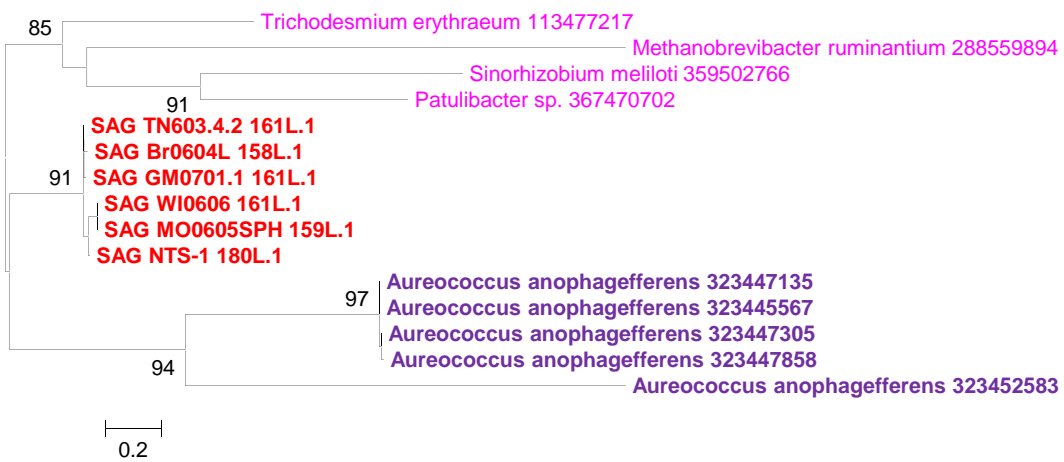 85
Trichodesmium erythraeum 113477217
Methanobrevibacter ruminantium 288559894
Sinorhizobium meliloti 359502766
91
Patulibacter sp. 367470702
SAG TN603.4.2 161L.1
SAG Br0604L 158L.1
91
SAG GM0701.1 161L.1
SAG WI0606 161L.1
SAG MO0605SPH 159L.1
SAG NTS-1 180L.1
Aureococcus anophagefferens 323447135
97
Aureococcus anophagefferens 323445567
Aureococcus anophagefferens 323447305
94
Aureococcus anophagefferens 323447858
Aureococcus anophagefferens 323452583
0.2